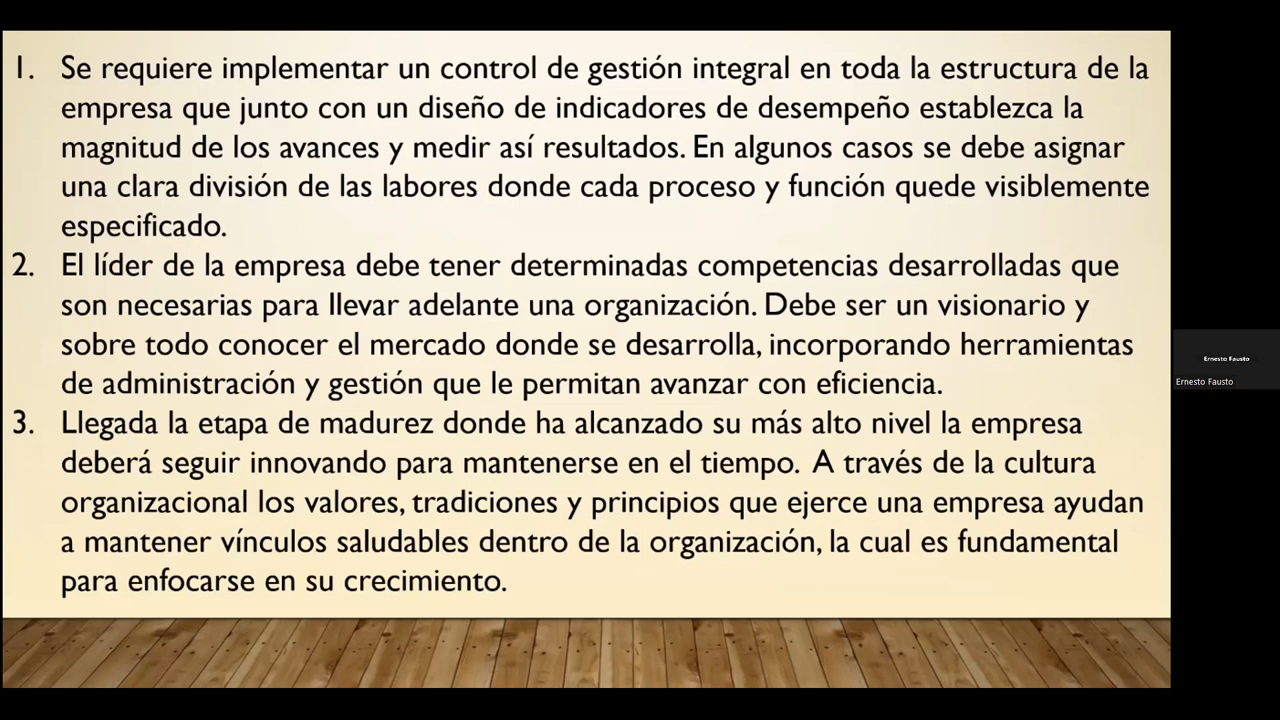 1. Se requiere implementar un control de gestión integral en toda la estructura de la
empresa que junto con un diseño de indicadores de desempeño establezca la
magnitud de los avances y medir así resultados. En algunos casos se debe asignar
una clara división de las labores donde cada proceso y función quede visiblemente
especificado.
2. El líder de la empresa debe tener determinadas competencias desarrolladas que
son necesarias para llevar adelante una organización. Debe ser un visionario y
sobre todo conocer el mercado donde se desarrolla, incorporando herramientas
de administración y gestión que le permitan avanzar con eficiencia.
3. Llegada la etapa de madurez donde ha alcanzado su más alto nivel la empresa
deberá seguir innovando para mantenerse en el tiempo. A través de la cultura
organizacional los valores, tradiciones y principios que ejerce una empresa ayudan
a mantener vínculos saludables dentro de la organización, la cual es fundamental
para enfocarse en su crecimiento.
Ernesto Fausto
Ernesto Fausto